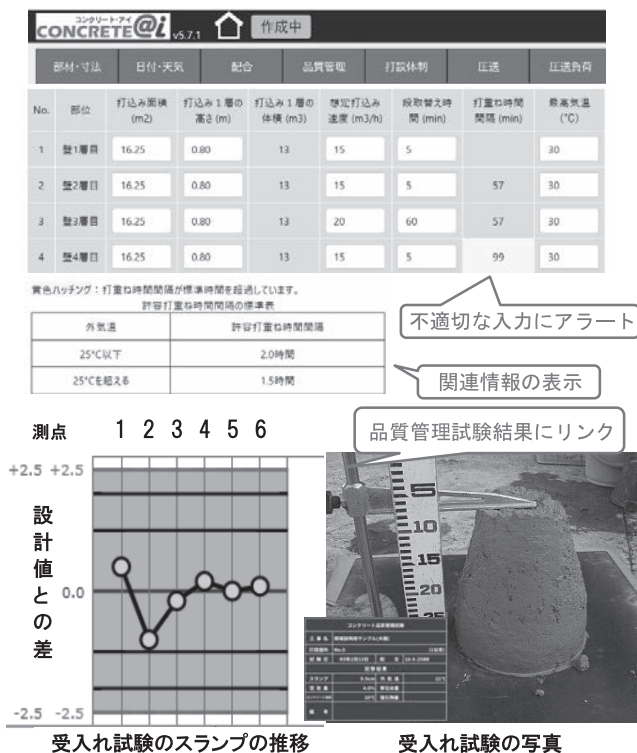 コンクリート・アイ
CONCRETE@i v5.7.1 作成中
部材・寸法 日付・天気 配合 品質管理 打設体制 圧送 圧送負荷
No. 部位 打込み面積(m2) 打込み1層の高さ(m) 打込み1層の体積(m3) 想定打込み速度(m3/h) 段取替え時間(min) 打重ね時間間隔(min) 最高気温(°C)
1 壁1層目 16.25 0.80 13 15 5 30
2 壁2層目 16.25 0.80 13 15 5 57 30
3 壁3層目 16.25 0.80 13 20 60 57 30
4 壁4層目 16.25 0.80 13 15 5 99 30
黄色ハッチング：打重ね時間間隔が標準時間を超過しています。
許容打重ね時間間隔の標準表
外気温 許容打重ね時間間隔
25°C以下 2.0時間
25°Cを超える 1.5時間
不適切な入力にアラート
関連情報の表示
品質管理試験結果にリンク
測点 1 2 3 4 5 6
+2.5 +2.5
設計値との差
0.0
-2.5 -2.5
5
10
15
20
25
コンクリート品質管理試験
受入れ試験のスランプの推移
受入れ試験の写真